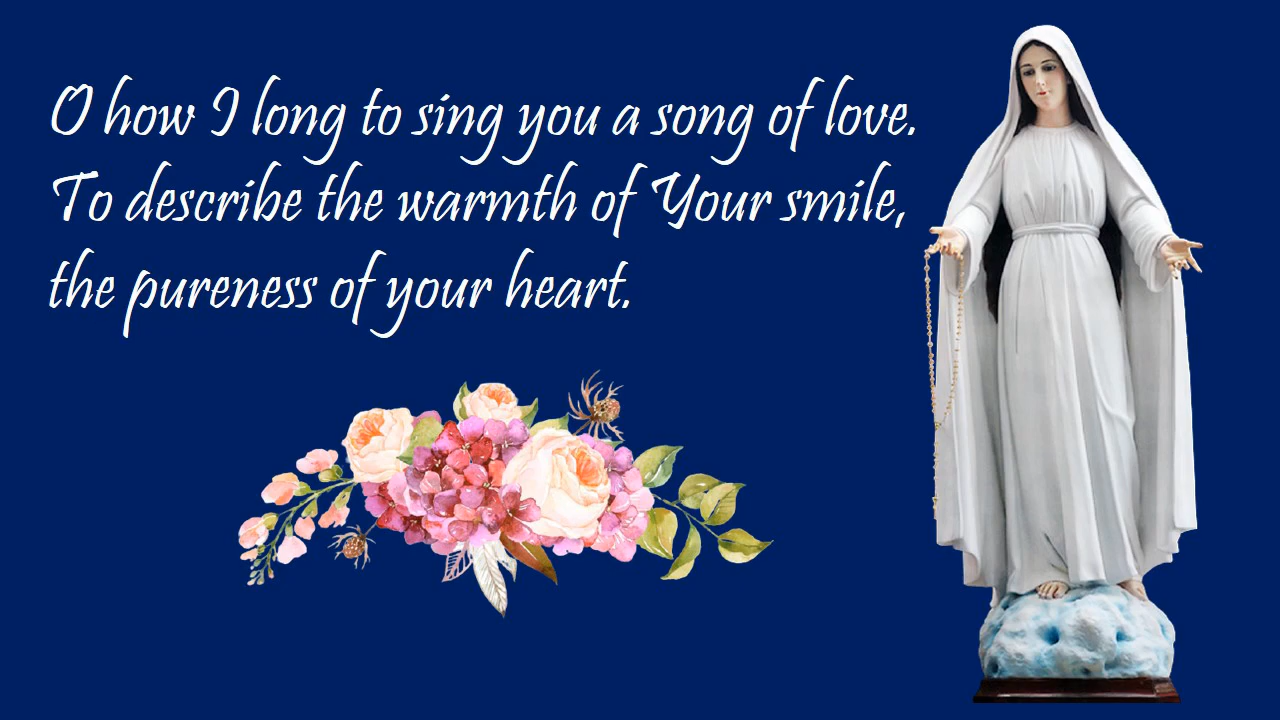 O how I long to sing you a song of love.
To describe the warmth of Your smile,
the pureness of your heart.